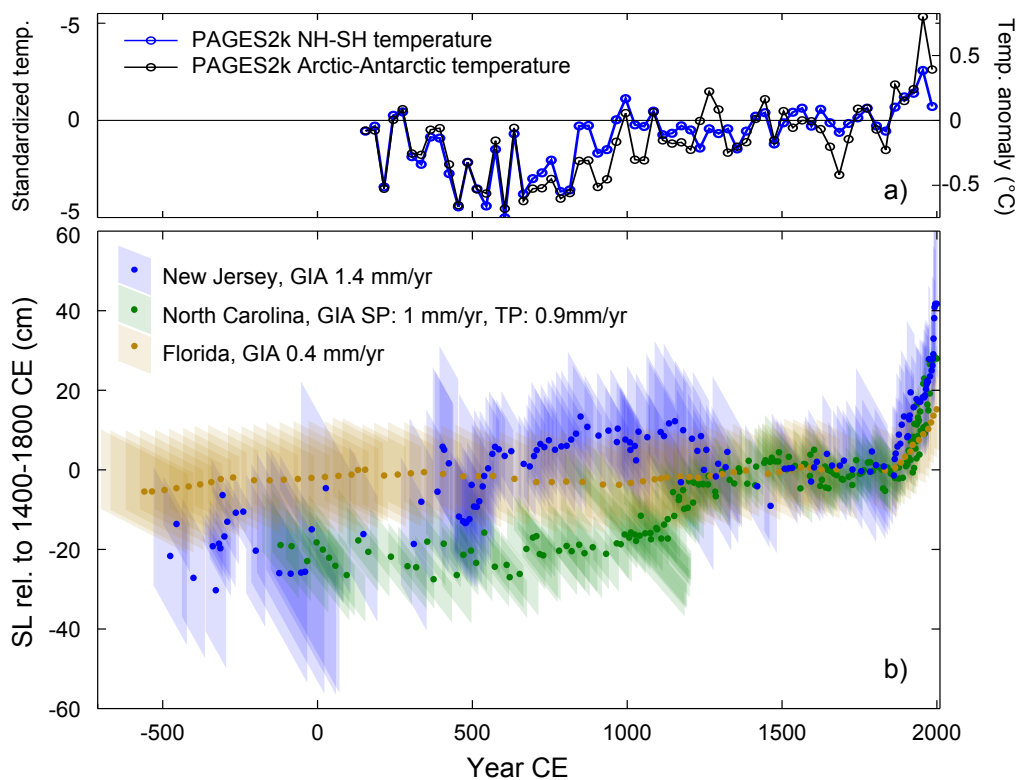 Standardized temp.
-5
0
-5
PAGES2k NH-SH temperature
PAGES2k Arctic-Antarctic temperature
a)
0.5
0
-0.5
Temp. anomaly (°C)
SL rel. to 1400-1800 CE (cm)
60
40
20
0
-20
-40
-60
New Jersey, GIA 1.4 mm/yr
North Carolina, GIA SP: 1 mm/yr, TP: 0.9mm/yr
Florida, GIA 0.4 mm/yr
b)
-500 0 500 1000 1500 2000
Year CE